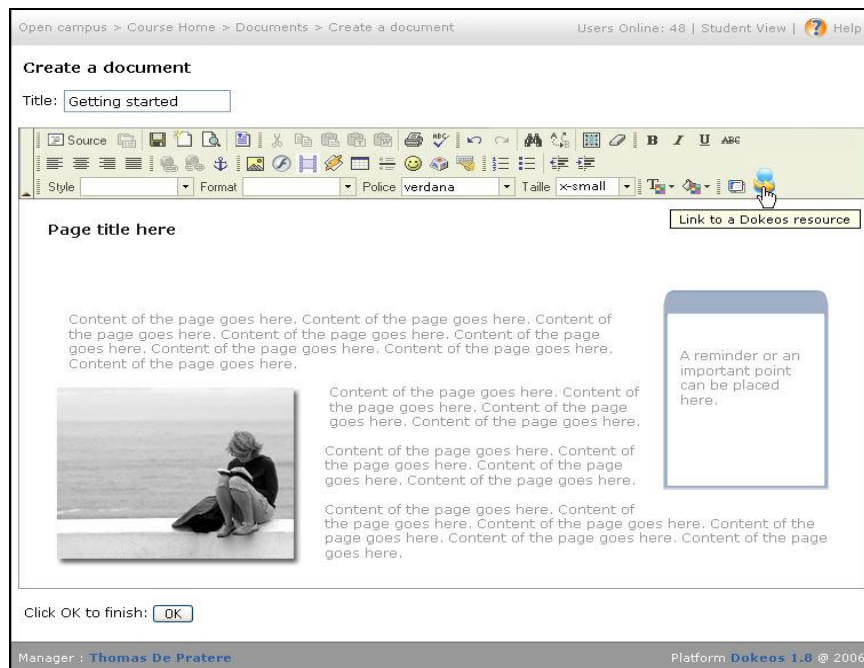 Open campus > Course Home > Documents > Create a document
Users Online: 48 | Student View | Help
Create a document
Title: Getting started
Source
ABC
B I U ABC
Style Format Police verdana Taille x-small
Link to a Dokeos resource
Page title here
Content of the page goes here. Content of the page goes here. Content of
the page goes here. Content of the page goes here. Content of the page
goes here. Content of the page goes here. Content of the page goes here.
Content of the page goes here.
A reminder or an
important point
can be placed
here.
Content of the page goes here. Content of
the page goes here. Content of the page
goes here. Content of the page goes here.
Content of the page goes here. Content of
the page goes here. Content of the page
goes here. Content of the page goes here.
Content of the page goes here. Content of
the page goes here. Content of the page goes here. Content of the
page goes here. Content of the page goes here. Content of the page
goes here.
Click OK to finish: OK
Manager : Thomas De Pratere
Platform Dokeos 1.8 @ 2006